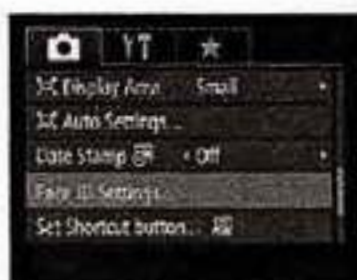 Display Area Small
Auto Settings...
Date Stamp Off
Face ID Settings...
Set Shortcut button...